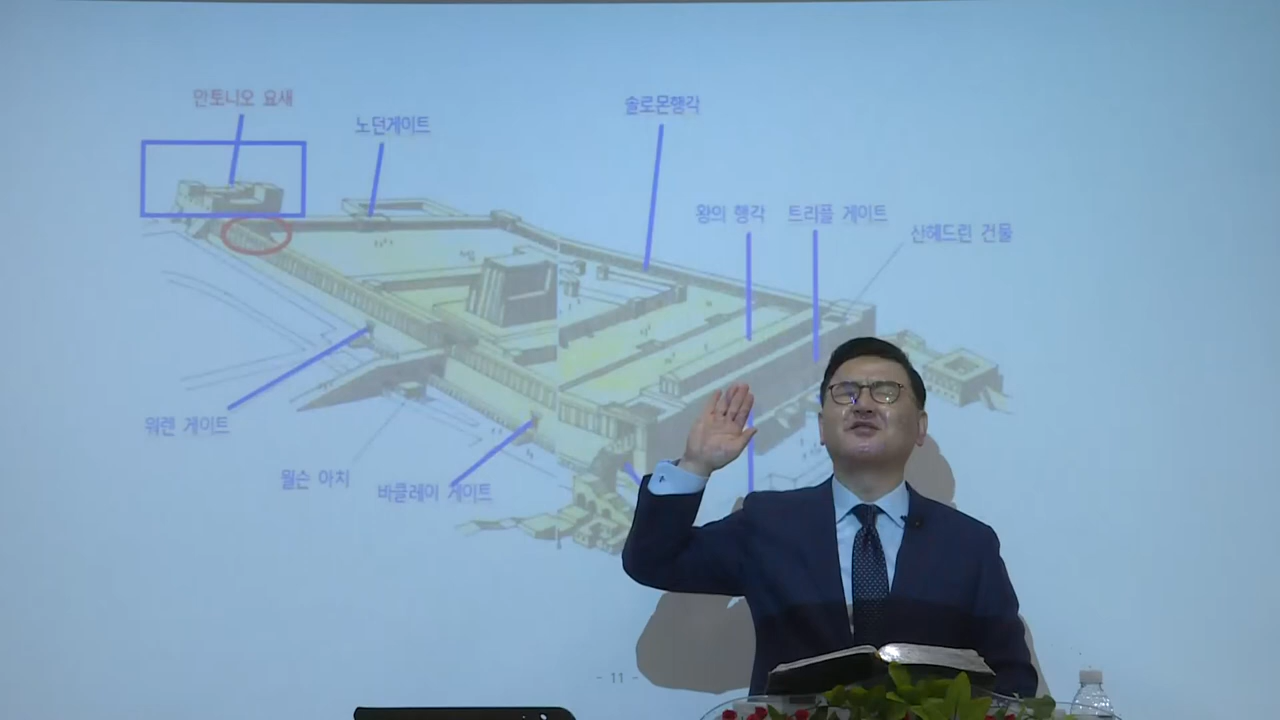 안토니오 요새
노던게이트
솔로몬행각
왕의 행각
트리플 게이트
산헤드린 건물
워렌 게이트
윌슨 아치
바클레이 게이트
- 11 -